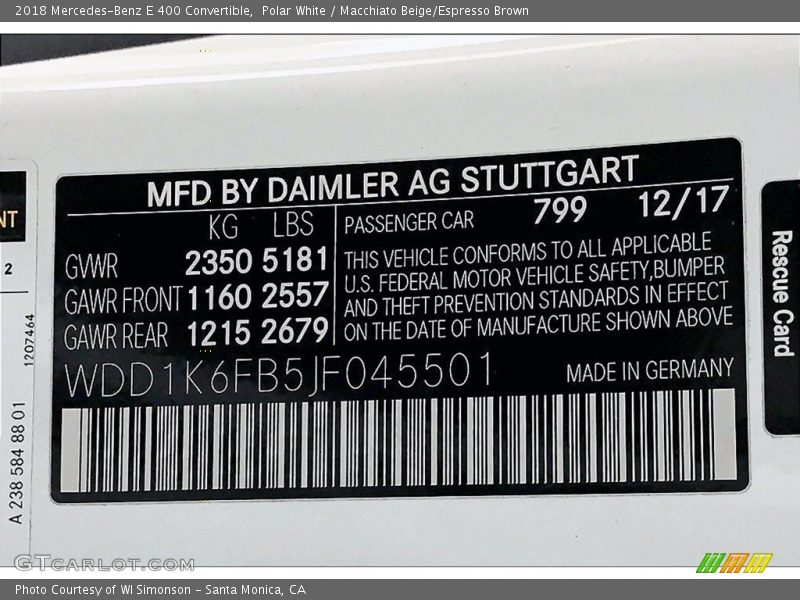 2018 Mercedes-Benz E 400 Convertible,  Polar White / Macchiato Beige/Espresso Brown
MFD BY DAIMLER AG STUTTGART
KG LBS
GVWR 2350 5181
GAWR FRONT 1160 2557
GAWR REAR 1215 2679
PASSENGER CAR 799 12/17
THIS VEHICLE CONFORMS TO ALL APPLICABLE
U.S. FEDERAL MOTOR VEHICLE SAFETY,BUMPER
AND THEFT PREVENTION STANDARDS IN EFFECT
ON THE DATE OF MANUFACTURE SHOWN ABOVE
WDD1K6FB5JF045501
MADE IN GERMANY
NT
2
1207464
A 238 584 88 01
Rescue Card
GTCARLOT.COM
Photo Courtesy of WI Simonson - Santa Monica, CA